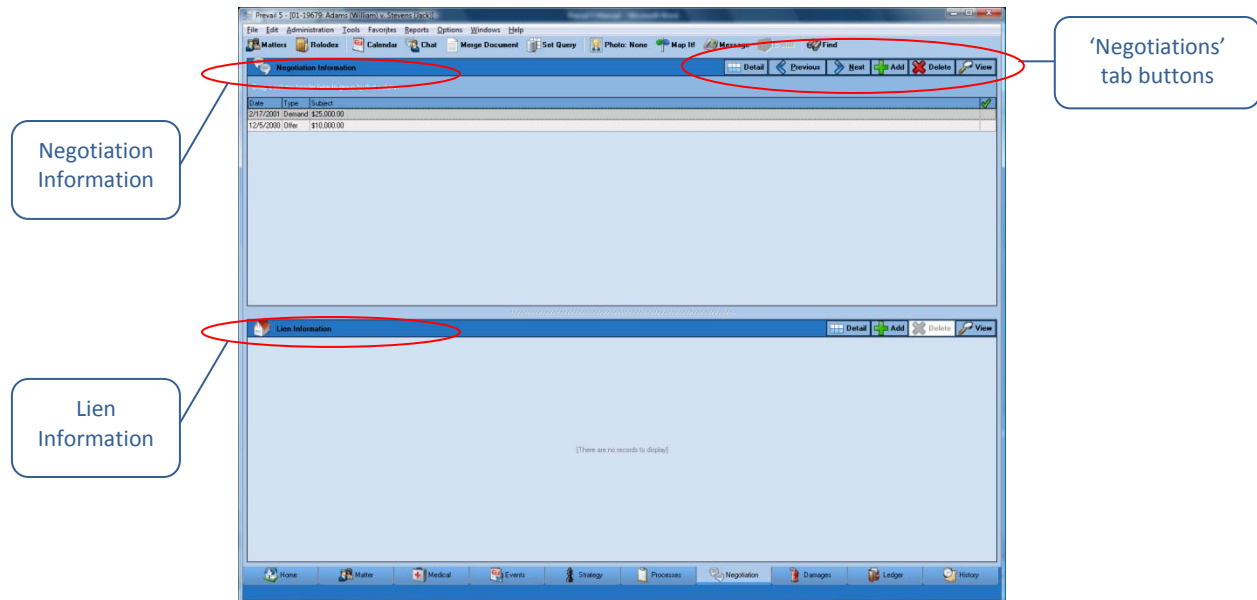 Prevail 5 - [01-19679: Adams (William) v. Stevens (Jack)]
File Edit Administration Tools Favorites Reports Options Windows Help
Matters Rolodex Calendar Chat Merge Document Set Query Photo: None Map It! Message Find
Negotiation Information
Detail Previous Next Add Delete View
Date Type Subject
2/17/2001 Demand $25,000.00
12/5/2000 Offer $10,000.00
Lien Information
Detail Add Delete View
[There are no records to display]
Home Matter Medical Events Strategy Processes Negotiation Damages Ledger History
Negotiation
Information
Lien
Information
‘Negotiations’
tab buttons